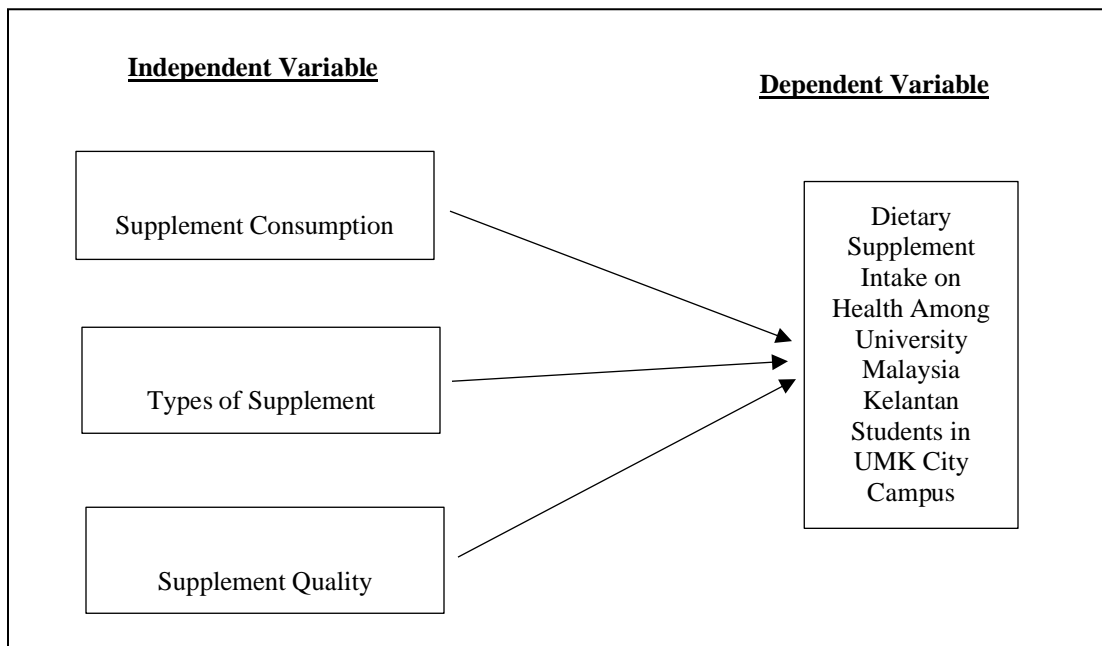 Independent Variable
Dependent Variable
Supplement Consumption
Types of Supplement
Supplement Quality
Dietary
Supplement
Intake on
Health Among
University
Malaysia
Kelantan
Students in
UMK City
Campus